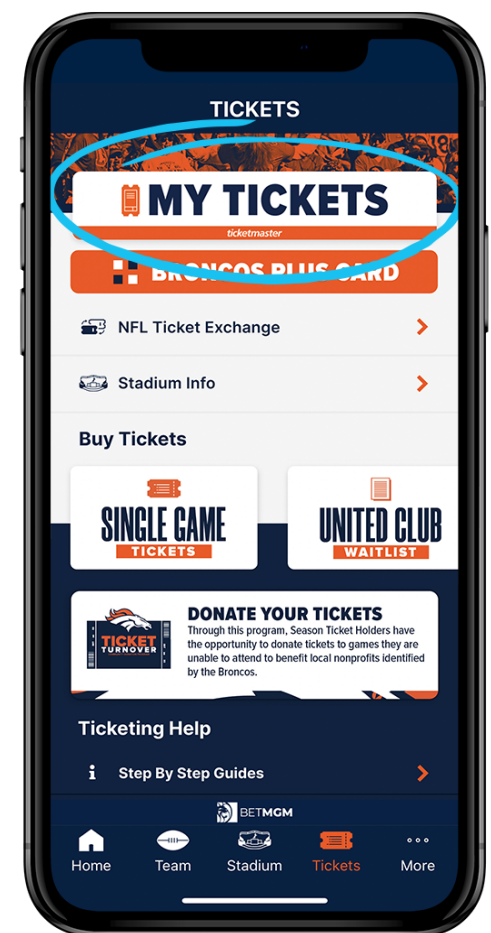 TICKETS
MY TICKETS
ticketmaster
BRONCOS PLUS CARD
NFL Ticket Exchange
Stadium Info
Buy Tickets
SINGLE GAME
TICKETS
UNITED CLUB
WAITLIST
TICKET
TURNOVER
DONATE YOUR TICKETS
Through this program, Season Ticket Holders have
the opportunity to donate tickets to games they are
unable to attend to benefit local nonprofits identified
by the Broncos.
Ticketing Help
i Step By Step Guides
BETMGM
Home Team Stadium Tickets More